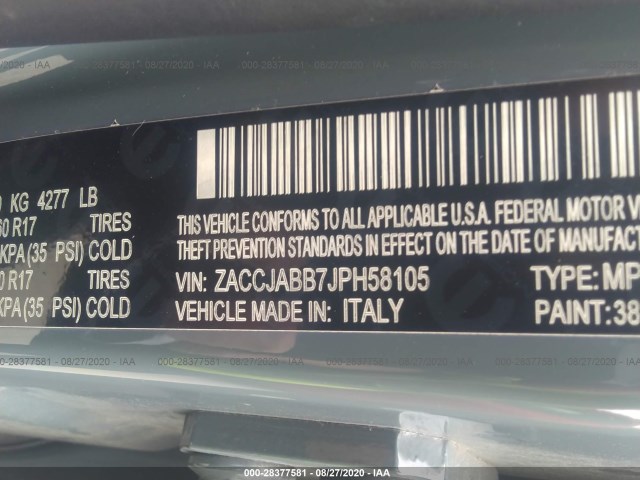 KG 4277 LB
60 R17 TIRES
KPA(35 PSI) COLD
0 R17 TIRES
KPA(35 PSI) COLD
THIS VEHICLE CONFORMS TO ALL APPLICABLE U.S.A. FEDERAL MOTOR
THEFT PREVENTION STANDARDS IN EFFECT ON THE DATE OF MANUFACT
VIN: ZACCJABB7JPH58105 TYPE: MP
VEHICLE MADE IN: ITALY PAINT: 38
000-28377581 - 08/27/2020 - IAA